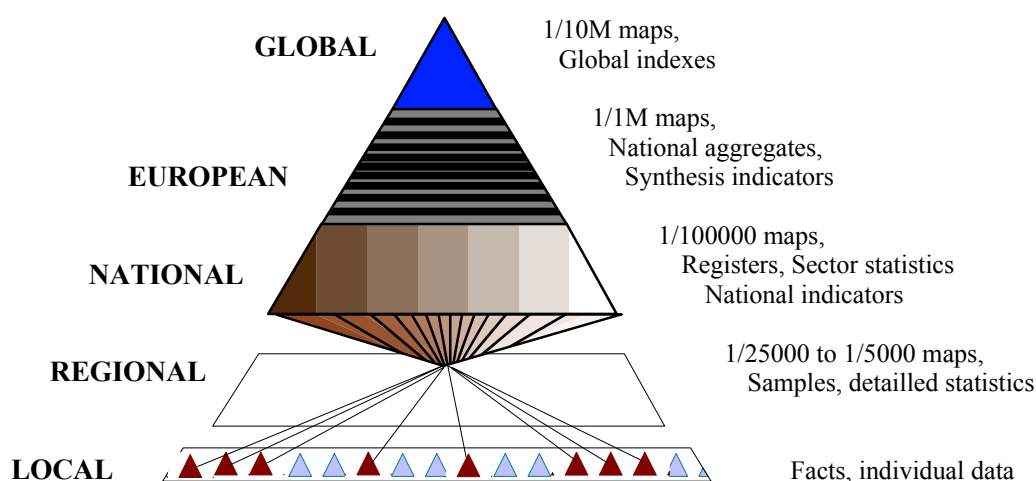 GLOBAL
1/10M maps,
Global indexes
EUROPEAN
1/1M maps,
National aggregates,
Synthesis indicators
NATIONAL
1/100000 maps,
Registers, Sector statistics
National indicators
REGIONAL
1/25000 to 1/5000 maps,
Samples, detailled statistics
LOCAL
Facts, individual data